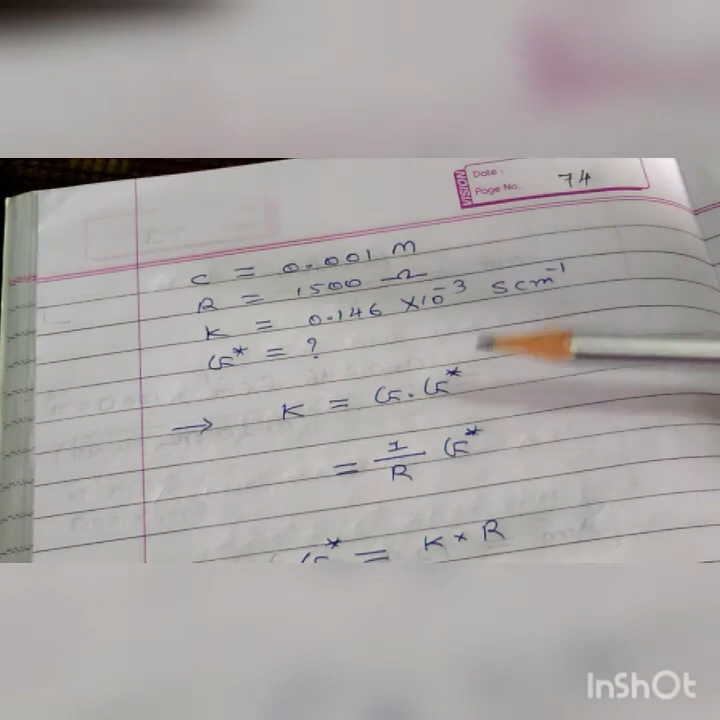 VISION
Date :
Page No. 74
C = 0.001 M
R = 1500 Ω
K = 0.146 × 10⁻³ S cm⁻¹
G* = ?
→ K = G.G*
= 1/R G*
G* = K × R
InShOt